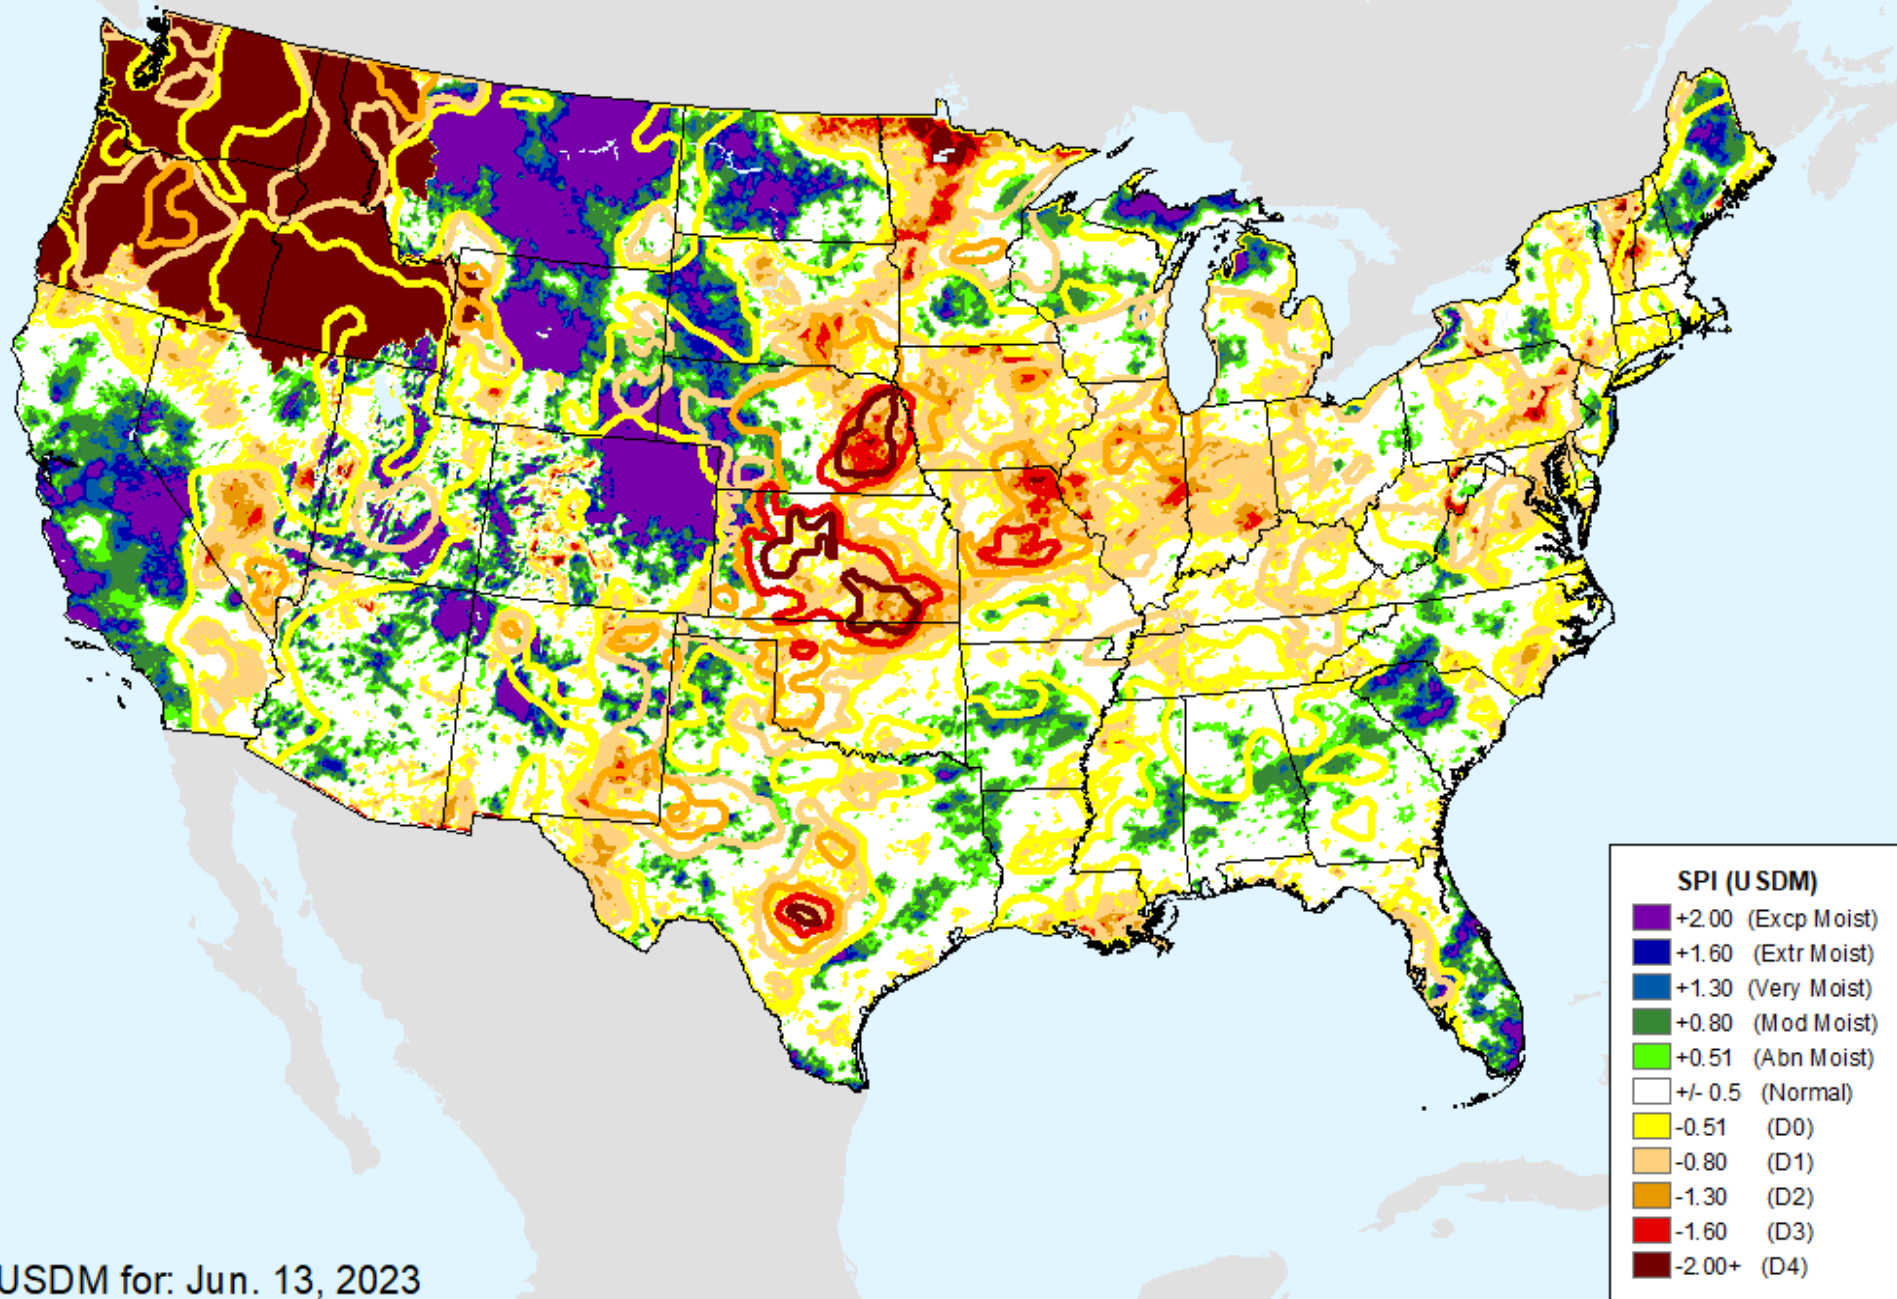 SPI (USDM)
+2.00 (Excp Moist)
+1.60 (Extr Moist)
+1.30 (Very Moist)
+0.80 (Mod Moist)
+0.51 (Abn Moist)
+/- 0.5 (Normal)
-0.51 (D0)
-0.80 (D1)
-1.30 (D2)
-1.60 (D3)
-2.00+ (D4)
USDM for: Jun. 13, 2023